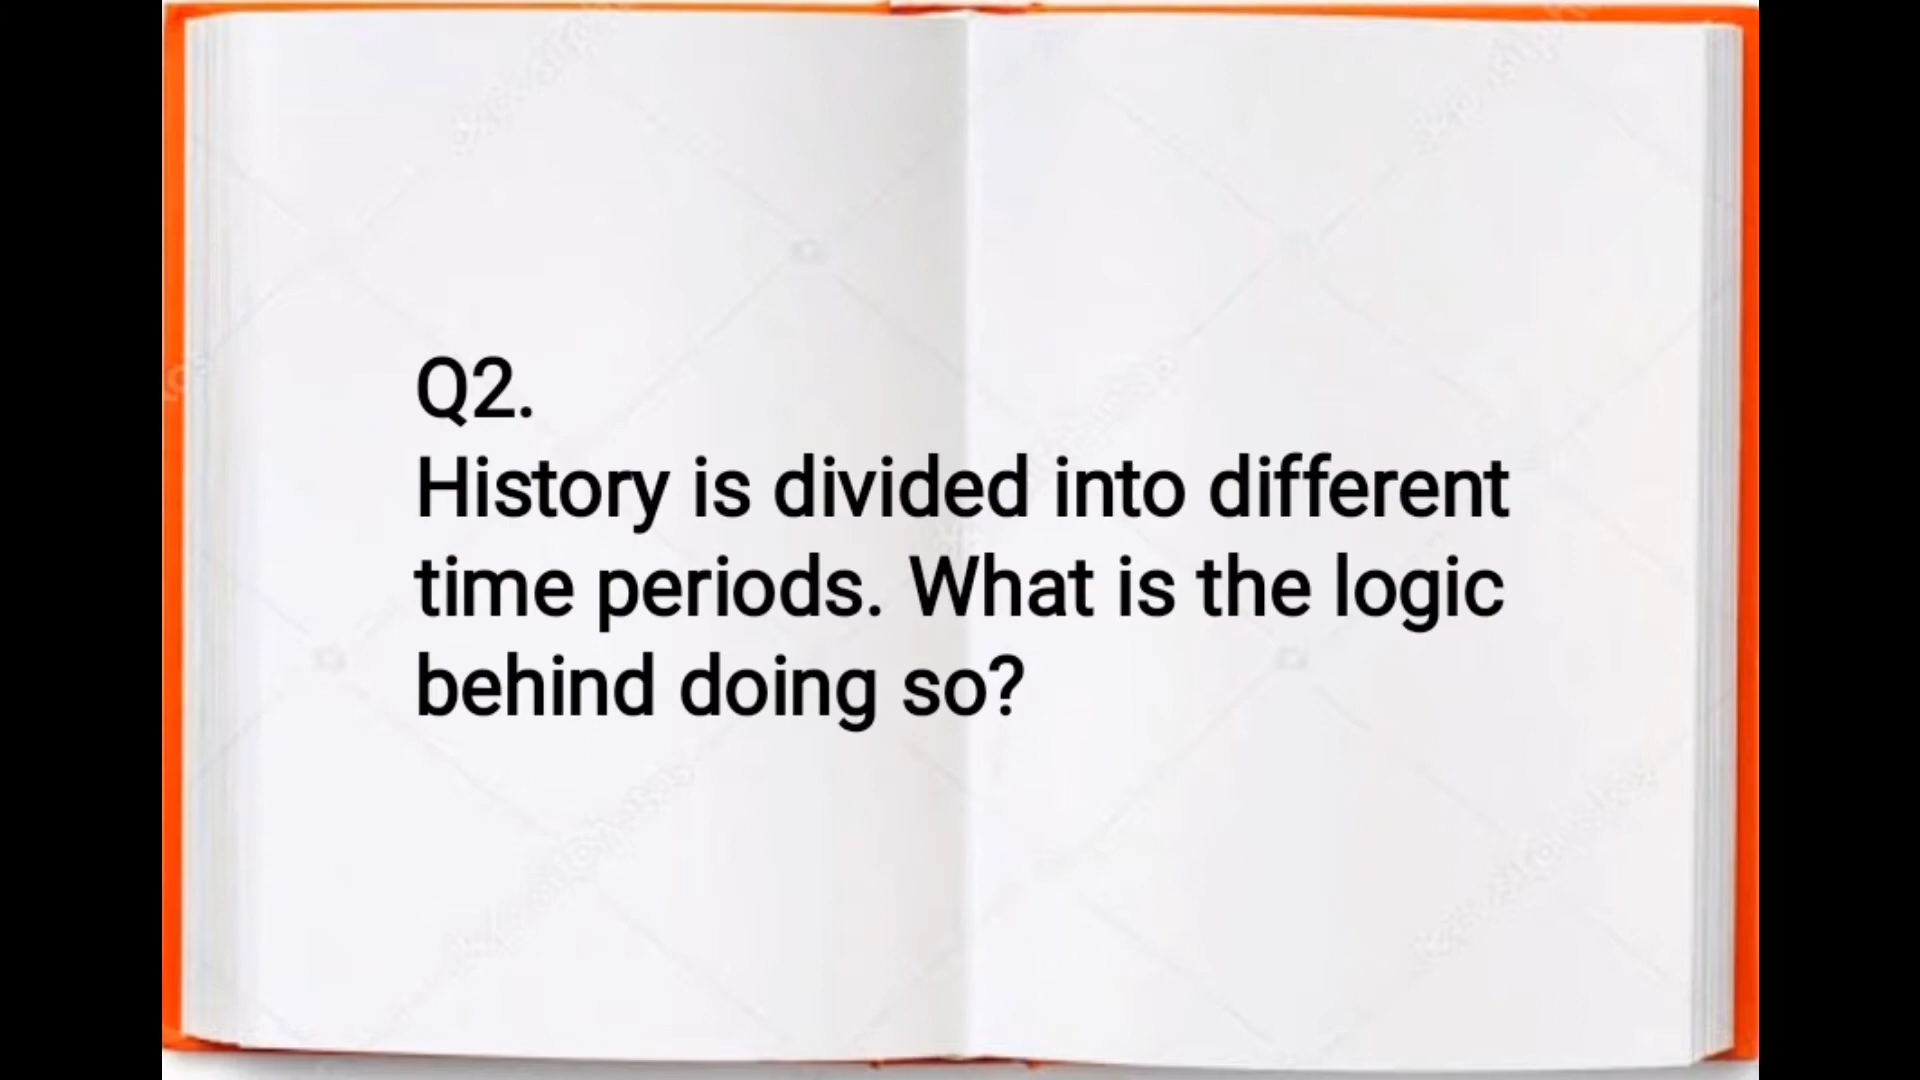 Q2.
History is divided into different
time periods. What is the logic
behind doing so?